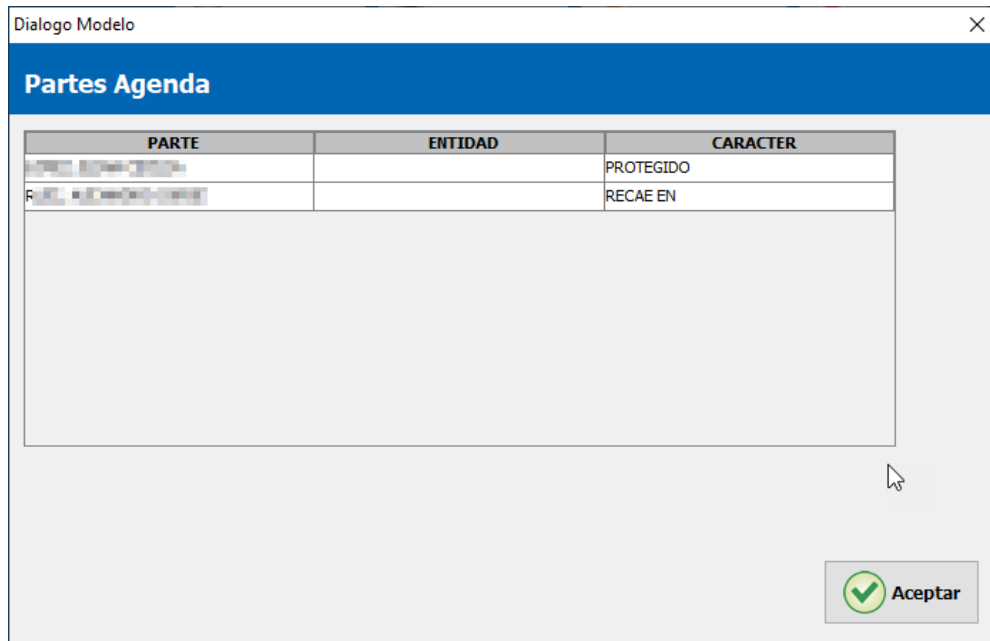 Dialogo Modelo
Partes Agenda
PARTE ENTIDAD CARACTER
PROTEGIDO
RECAE EN
Aceptar